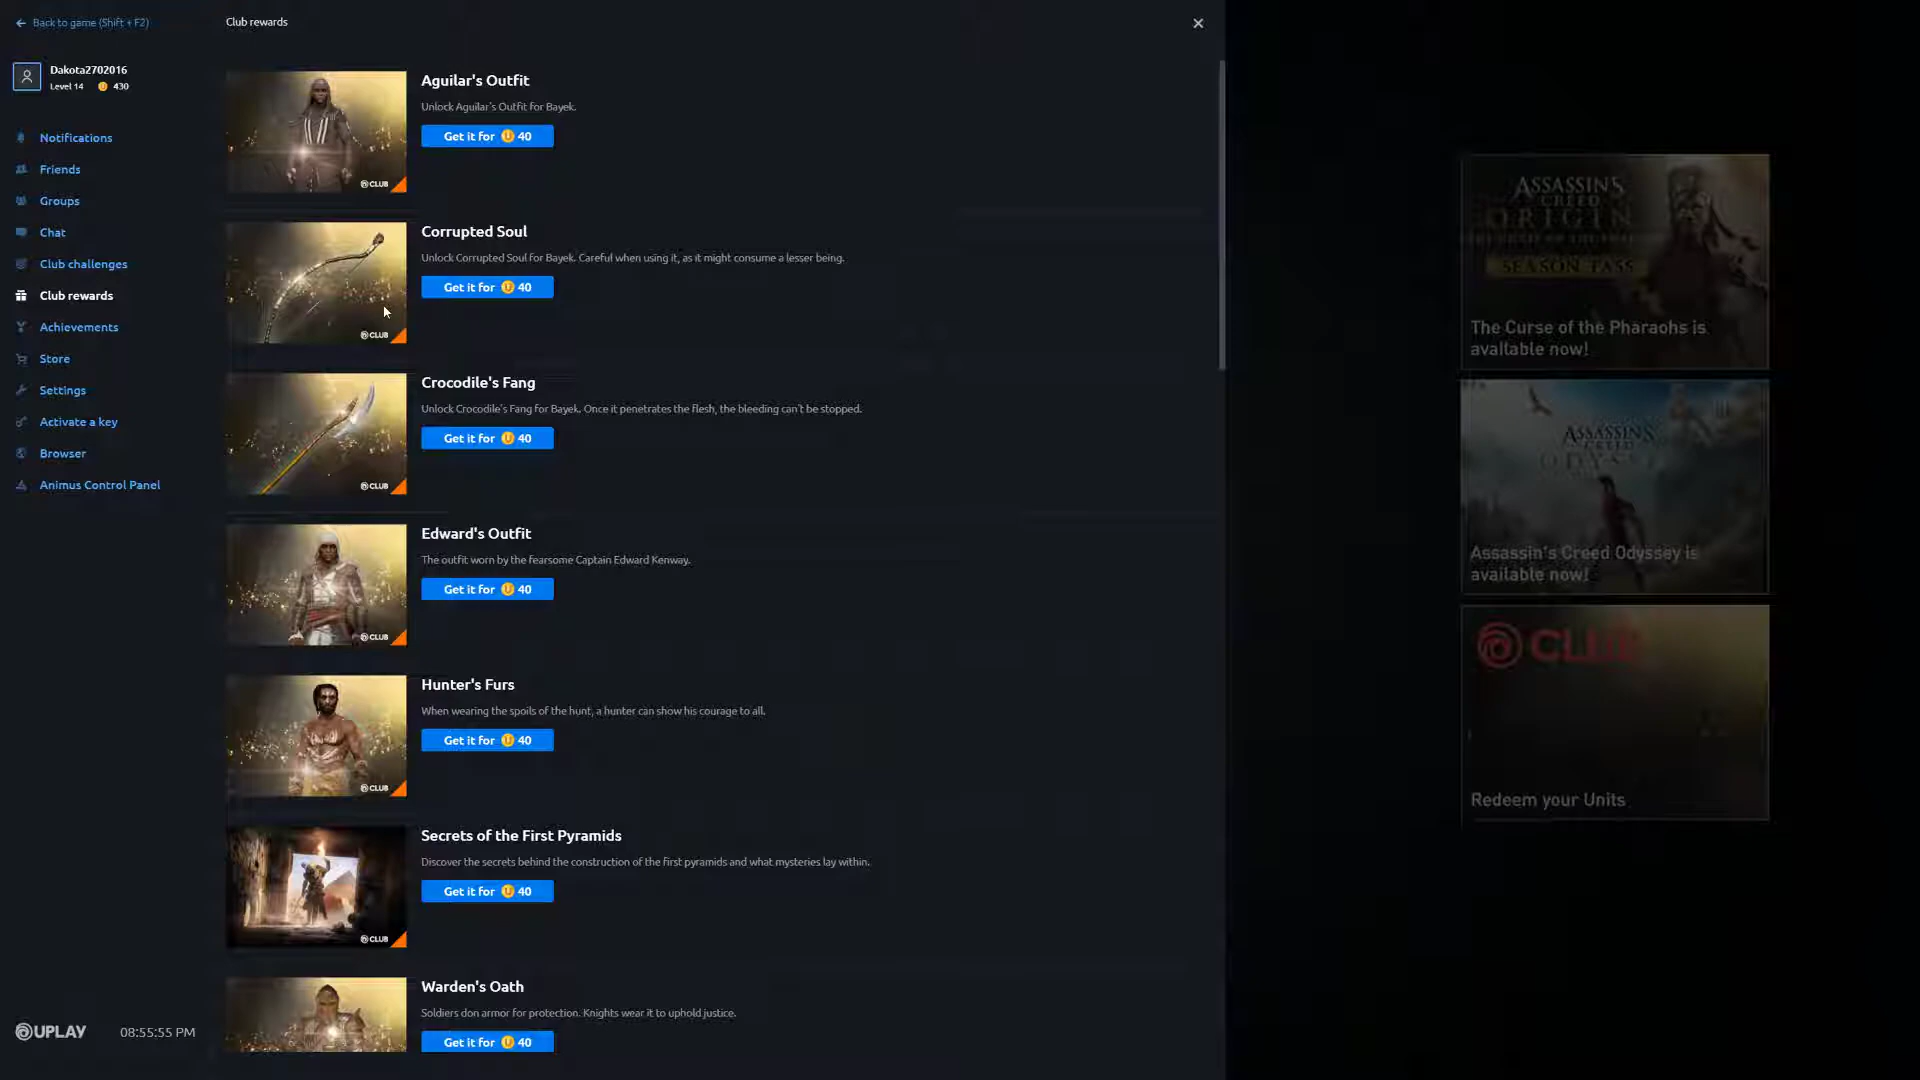 Back to game (Shift + F2)
Club rewards
Dakota2702016
Level 14 430
Notifications
Friends
Groups
Chat
Club challenges
Club rewards
Achievements
Store
Settings
Activate a key
Browser
Animus Control Panel
UPLAY 08:55:55 PM
Aguilar's Outfit
Unlock Aguilar's Outfit for Bayek.
Get it for 40
CLUB
Corrupted Soul
Unlock Corrupted Soul for Bayek. Careful when using it, as it might consume a lesser being.
Get it for 40
CLUB
Crocodile's Fang
Unlock Crocodile's Fang for Bayek. Once it penetrates the flesh, the bleeding can't be stopped.
Get it for 40
CLUB
Edward's Outfit
The outfit worn by the fearsome Captain Edward Kenway.
Get it for 40
CLUB
Hunter's Furs
When wearing the spoils of the hunt, a hunter can show his courage to all.
Get it for 40
CLUB
Secrets of the First Pyramids
Discover the secrets behind the construction of the first pyramids and what mysteries lay within.
Get it for 40
CLUB
Warden's Oath
Soldiers don armor for protection. Knights wear it to uphold justice.
Get it for 40
ASSASSIN'S
CREED
ORIGIN
SEASON PASS
The Curse of the Pharaohs is
available now!
ASSASSIN'S
CREED
Assassin's Creed Odyssey is
available now!
CLUB
Redeem your Units